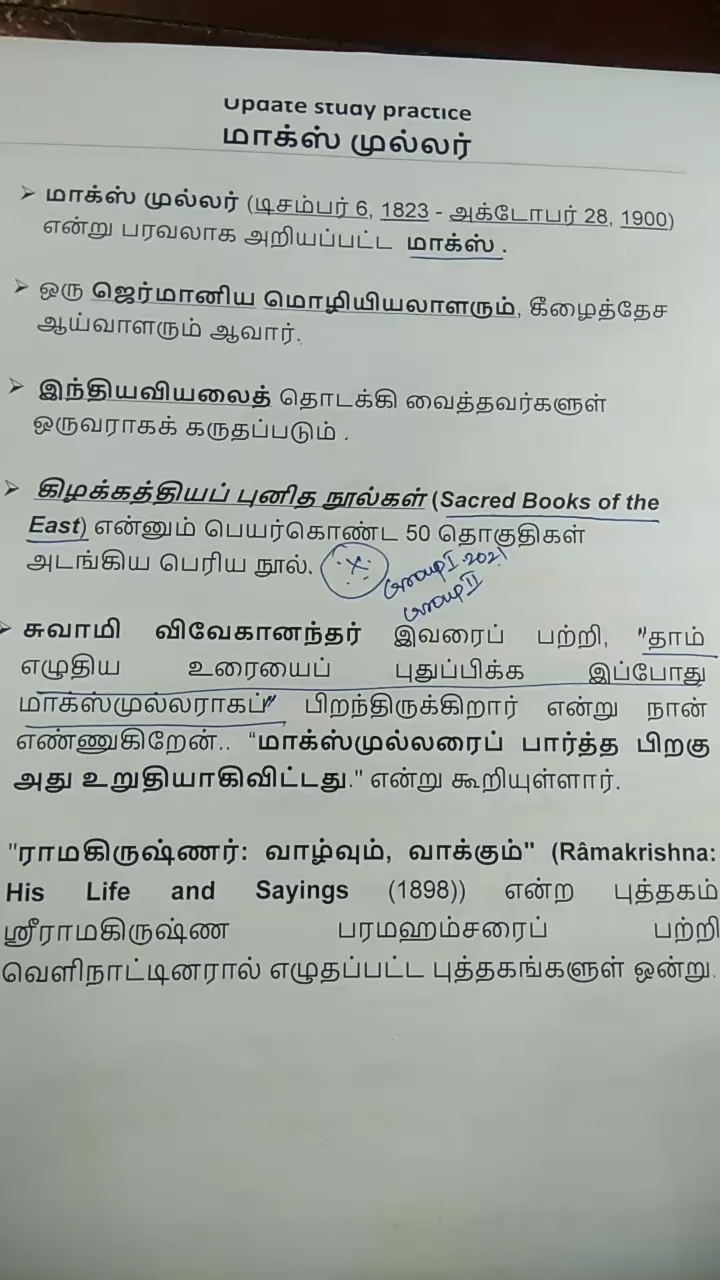 Update study practice
மாக்ஸ் முல்லர்
➢ மாக்ஸ் முல்லர் (டிசம்பர் 6, 1823 - அக்டோபர் 28, 1900)
என்று பரவலாக அறியப்பட்ட மாக்ஸ் .
➢ ஒரு ஜெர்மானிய மொழியியலாளரும், கீழைத்தேச
ஆய்வாளரும் ஆவார்.
➢ இந்தியவியலைத் தொடக்கி வைத்தவர்களுள்
ஒருவராகக் கருதப்படும் .
➢ கிழக்கத்தியப் புனித நூல்கள் (Sacred Books of the
East) என்னும் பெயர்கொண்ட 50 தொகுதிகள்
அடங்கிய பெரிய நூல்.
Group I. 2021
Group II
➢ சுவாமி விவேகானந்தர் இவரைப் பற்றி, "தாம்
எழுதிய உரையைப் புதுப்பிக்க இப்போது
மாக்ஸ்முல்லராகப்" பிறந்திருக்கிறார் என்று நான்
எண்ணுகிறேன்.. “மாக்ஸ்முல்லரைப் பார்த்த பிறகு
அது உறுதியாகிவிட்டது." என்று கூறியுள்ளார்.
"ராமகிருஷ்ணர்: வாழ்வும், வாக்கும்" (Râmakrishna:
His Life and Sayings (1898)) என்ற புத்தகம்
ஸ்ரீராமகிருஷ்ண பரமஹம்சரைப் பற்றி
வெளிநாட்டினரால் எழுதப்பட்ட புத்தகங்களுள் ஒன்று.